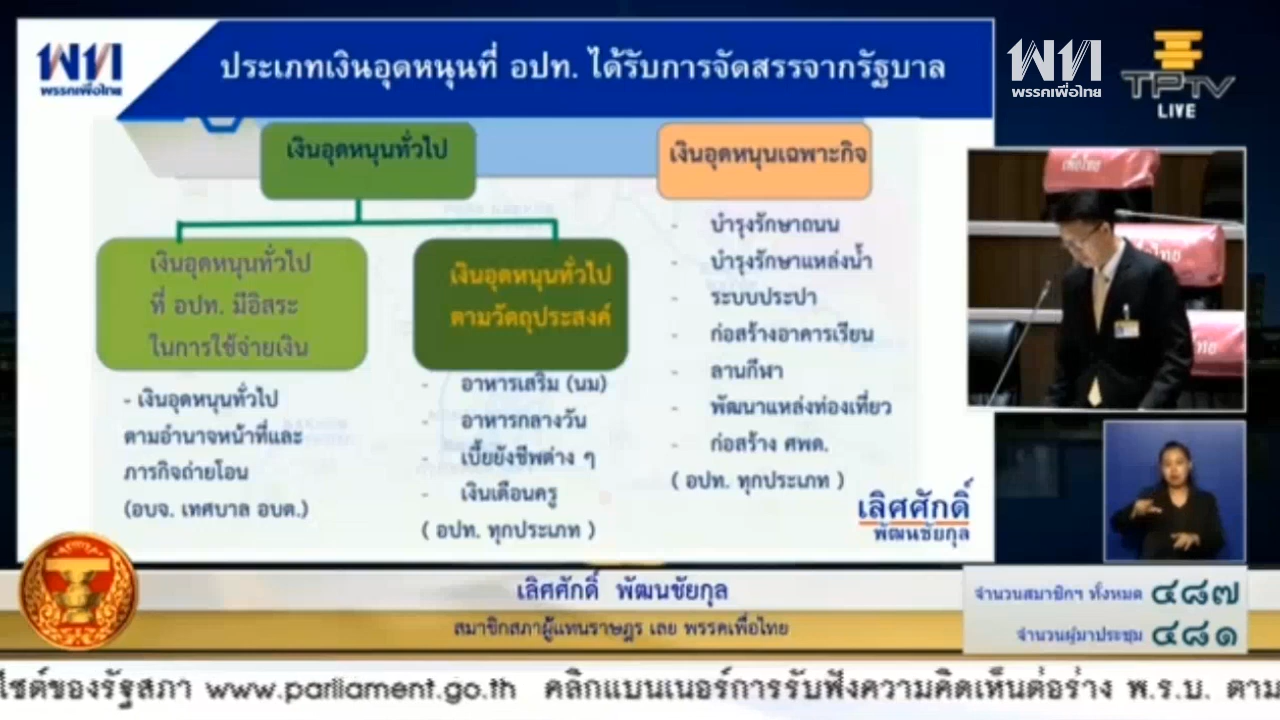 พท
พรรคเพื่อไทย
ประเภทเงินอุดหนุนที่ อปท. ได้รับการจัดสรรจากรัฐบาล
พท
พรรคเพื่อไทย
TPTV
LIVE
เงินอุดหนุนทั่วไป
เงินอุดหนุนทั่วไป
ที่ อปท. มีอิสระ
ในการใช้จ่ายเงิน
- เงินอุดหนุนทั่วไป
ตามอำนาจหน้าที่และ
ภารกิจถ่ายโอน
(อบจ. เทศบาล อบต.)
เงินอุดหนุนทั่วไป
ตามวัตถุประสงค์
- อาหารเสริม (นม)
- อาหารกลางวัน
- เบี้ยยังชีพต่าง ๆ
- เงินเดือนครู
( อปท. ทุกประเภท )
เงินอุดหนุนเฉพาะกิจ
- บำรุงรักษาถนน
- บำรุงรักษาแหล่งน้ำ
- ระบบประปา
- ก่อสร้างอาคารเรียน
- ลานกีฬา
- พัฒนาแหล่งท่องเที่ยว
- ก่อสร้าง ศพด.
( อปท. ทุกประเภท )
เลิศศักดิ์
พัฒนชัยกุล
เพื่อไทย
เพื่อไทย
ไทย
เลิศศักดิ์ พัฒนชัยกุล
สมาชิกสภาผู้แทนราษฎร เลย พรรคเพื่อไทย
จำนวนสมาชิกฯ ทั้งหมด ๔๘๗
จำนวนผู้มาประชุม ๔๘๑
ไซต์ของรัฐสภา www.parliament.go.th คลิกแบนเนอร์การรับฟังความคิดเห็นต่อร่าง พ.ร.บ. ตาม